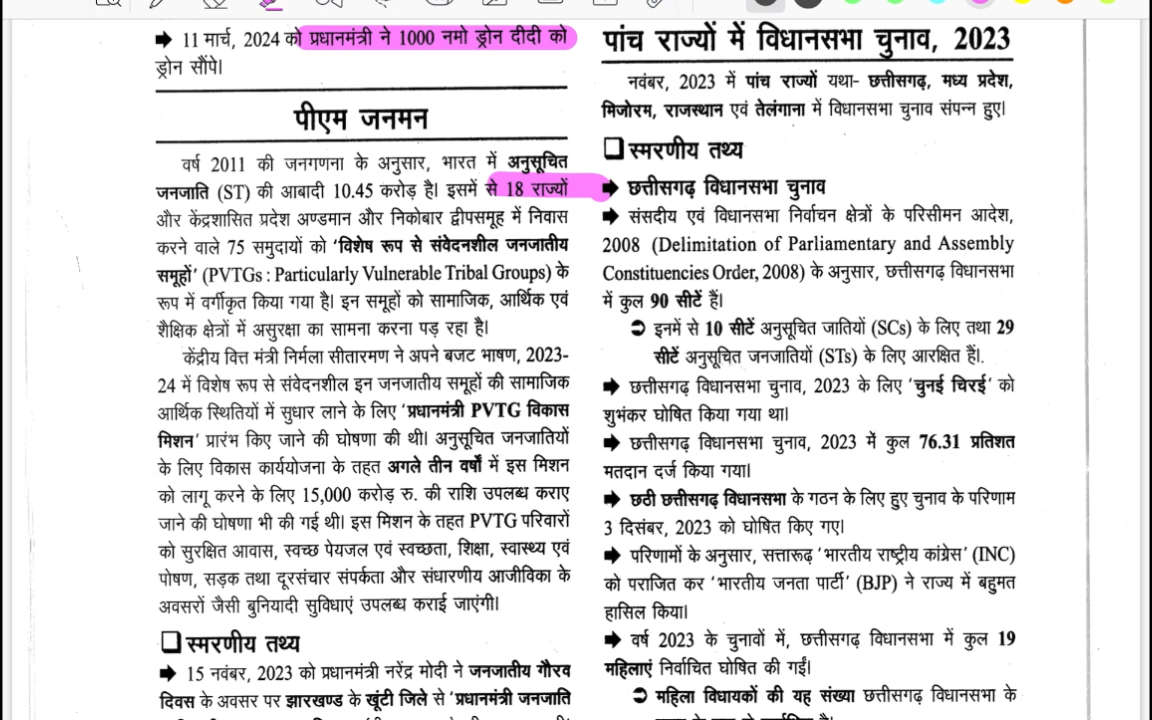 ➡ 11 मार्च, 2024 को प्रधानमंत्री ने 1000 नमो ड्रोन दीदी को
ड्रोन सौंपे।
पीएम जनमन
वर्ष 2011 की जनगणना के अनुसार, भारत में अनुसूचित
जनजाति (ST) की आबादी 10.45 करोड़ है। इसमें से 18 राज्यों
और केंद्रशासित प्रदेश अण्डमान और निकोबार द्वीपसमूह में निवास
करने वाले 75 समुदायों को 'विशेष रूप से संवेदनशील जनजातीय
समूहों' (PVTGs : Particularly Vulnerable Tribal Groups) के
रूप में वर्गीकृत किया गया है। इन समूहों को सामाजिक, आर्थिक एवं
शैक्षिक क्षेत्रों में असुरक्षा का सामना करना पड़ रहा है।
केंद्रीय वित्त मंत्री निर्मला सीतारमण ने अपने बजट भाषण, 2023-
24 में विशेष रूप से संवेदनशील इन जनजातीय समूहों की सामाजिक
आर्थिक स्थितियों में सुधार लाने के लिए 'प्रधानमंत्री PVTG विकास
मिशन' प्रारंभ किए जाने की घोषणा की थी। अनुसूचित जनजातियों
के लिए विकास कार्ययोजना के तहत अगले तीन वर्षों में इस मिशन
को लागू करने के लिए 15,000 करोड़ रु. की राशि उपलब्ध कराए
जाने की घोषणा भी की गई थी। इस मिशन के तहत PVTG परिवारों
को सुरक्षित आवास, स्वच्छ पेयजल एवं स्वच्छता, शिक्षा, स्वास्थ्य एवं
पोषण, सड़क तथा दूरसंचार संपर्कता और संधारणीय आजीविका के
अवसरों जैसी बुनियादी सुविधाएं उपलब्ध कराई जाएंगी।
❑ स्मरणीय तथ्य
➡ 15 नवंबर, 2023 को प्रधानमंत्री नरेंद्र मोदी ने जनजातीय गौरव
दिवस के अवसर पर झारखण्ड के खूंटी जिले से 'प्रधानमंत्री जनजाति
पांच राज्यों में विधानसभा चुनाव, 2023
नवंबर, 2023 में पांच राज्यों यथा- छत्तीसगढ़, मध्य प्रदेश,
मिजोरम, राजस्थान एवं तेलंगाना में विधानसभा चुनाव संपन्न हुए।
❑ स्मरणीय तथ्य
➡ छत्तीसगढ़ विधानसभा चुनाव
➡ संसदीय एवं विधानसभा निर्वाचन क्षेत्रों के परिसीमन आदेश,
2008 (Delimitation of Parliamentary and Assembly
Constituencies Order, 2008) के अनुसार, छत्तीसगढ़ विधानसभा
में कुल 90 सीटें हैं।
➲ इनमें से 10 सीटें अनुसूचित जातियों (SCs) के लिए तथा 29
सीटें अनुसूचित जनजातियों (STs) के लिए आरक्षित हैं।
➡ छत्तीसगढ़ विधानसभा चुनाव, 2023 के लिए 'चुनई चिरई' को
शुभंकर घोषित किया गया था।
➡ छत्तीसगढ़ विधानसभा चुनाव, 2023 में कुल 76.31 प्रतिशत
मतदान दर्ज किया गया।
➡ छठी छत्तीसगढ़ विधानसभा के गठन के लिए हुए चुनाव के परिणाम
3 दिसंबर, 2023 को घोषित किए गए।
➡ परिणामों के अनुसार, सत्तारूढ़ 'भारतीय राष्ट्रीय कांग्रेस' (INC)
को पराजित कर 'भारतीय जनता पार्टी' (BJP) ने राज्य में बहुमत
हासिल किया।
➡ वर्ष 2023 के चुनावों में, छत्तीसगढ़ विधानसभा में कुल 19
महिलाएं निर्वाचित घोषित की गईं।
➲ महिला विधायकों की यह संख्या छत्तीसगढ़ विधानसभा के